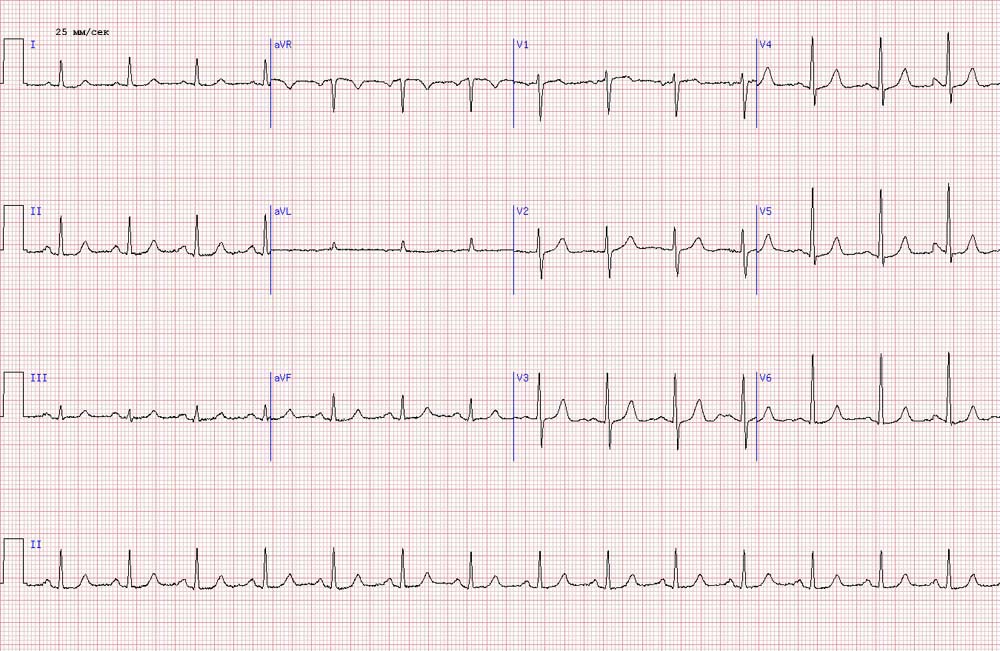 25 мм/сек
I aVR V1 V4
II aVL V2 V5
III aVF V3 V6
II